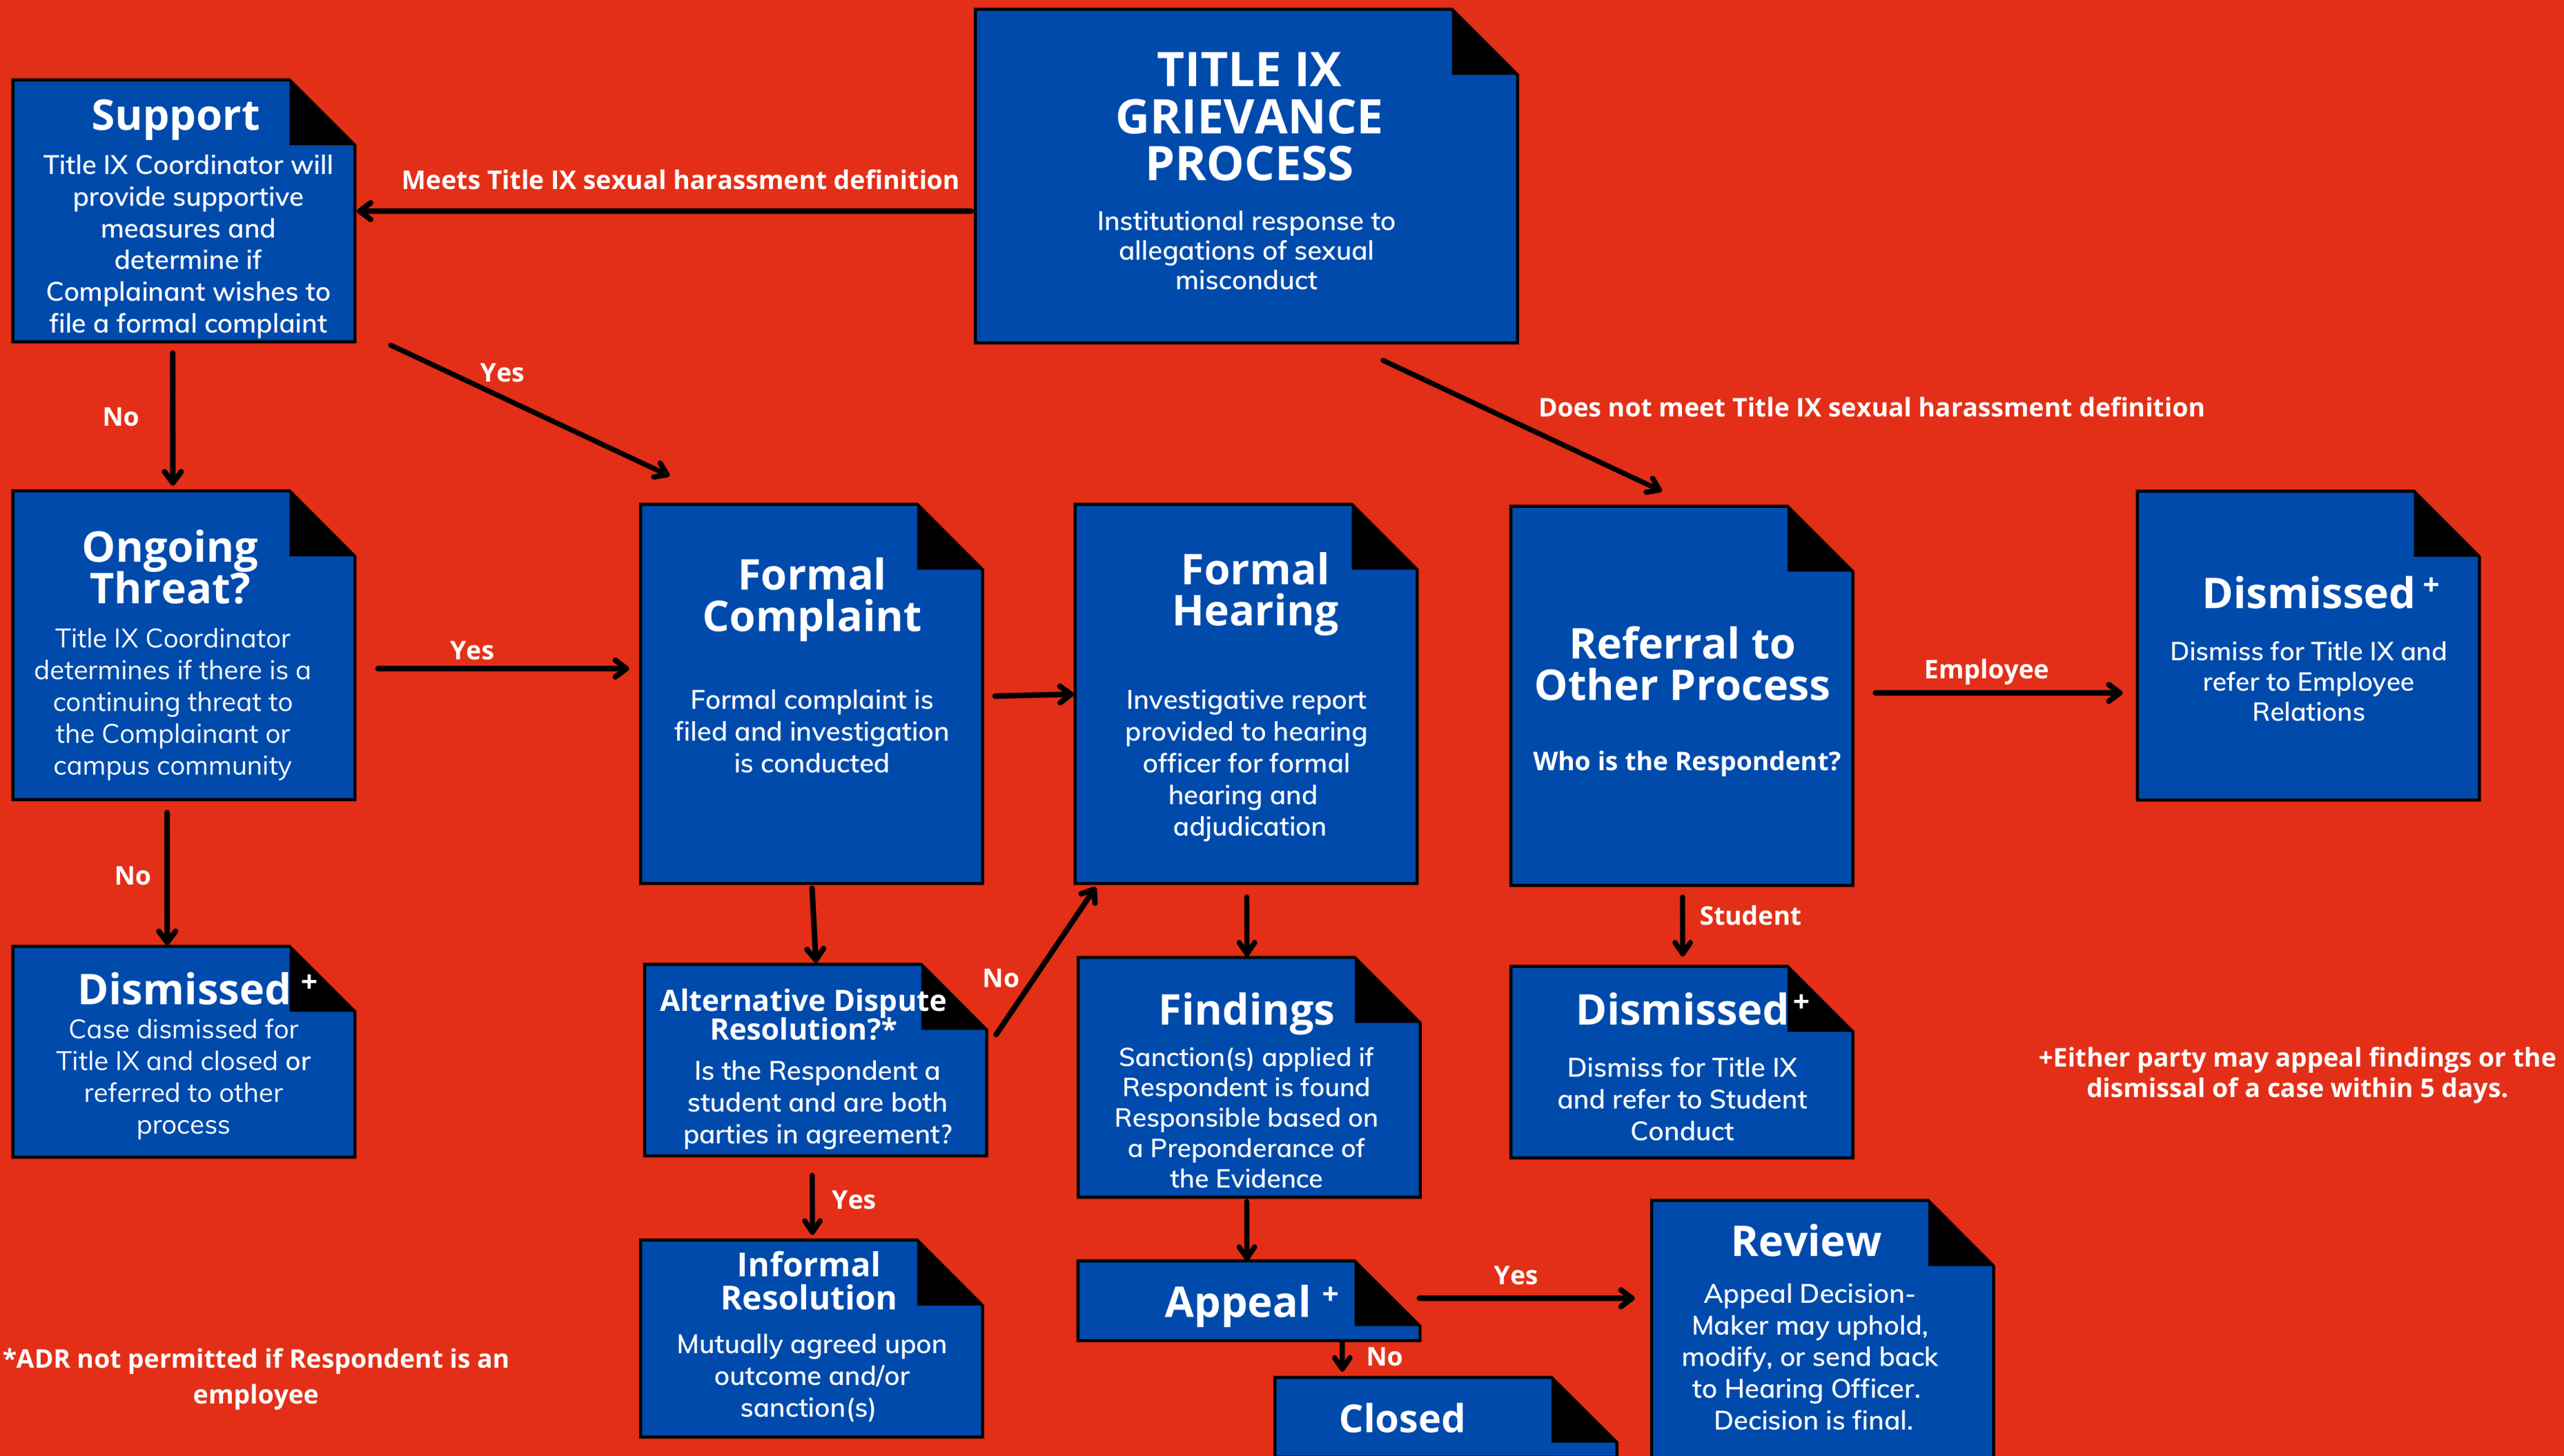 TITLE IX
GRIEVANCE
PROCESS
Institutional response to
allegations of sexual
misconduct
Meets Title IX sexual harassment definition
Support
Title IX Coordinator will
provide supportive
measures and
determine if
Complainant wishes to
file a formal complaint
Yes
No
Does not meet Title IX sexual harassment definition
Ongoing
Threat?
Title IX Coordinator
determines if there is a
continuing threat to
the Complainant or
campus community
Yes
Formal
Complaint
Formal complaint is
filed and investigation
is conducted
Formal
Hearing
Investigative report
provided to hearing
officer for formal
hearing and
adjudication
Referral to
Other Process
Who is the Respondent?
Employee
Dismissed +
Dismiss for Title IX and
refer to Employee
Relations
No
Student
Dismissed +
Case dismissed for
Title IX and closed or
referred to other
process
Alternative Dispute
Resolution?*
Is the Respondent a
student and are both
parties in agreement?
No
Findings
Sanction(s) applied if
Respondent is found
Responsible based on
a Preponderance of
the Evidence
Dismissed +
Dismiss for Title IX
and refer to Student
Conduct
+Either party may appeal findings or the
dismissal of a case within 5 days.
Yes
Informal
Resolution
Mutually agreed upon
outcome and/or
sanction(s)
Appeal +
Yes
Review
Appeal Decision-
Maker may uphold,
modify, or send back
to Hearing Officer.
Decision is final.
No
Closed
*ADR not permitted if Respondent is an
employee